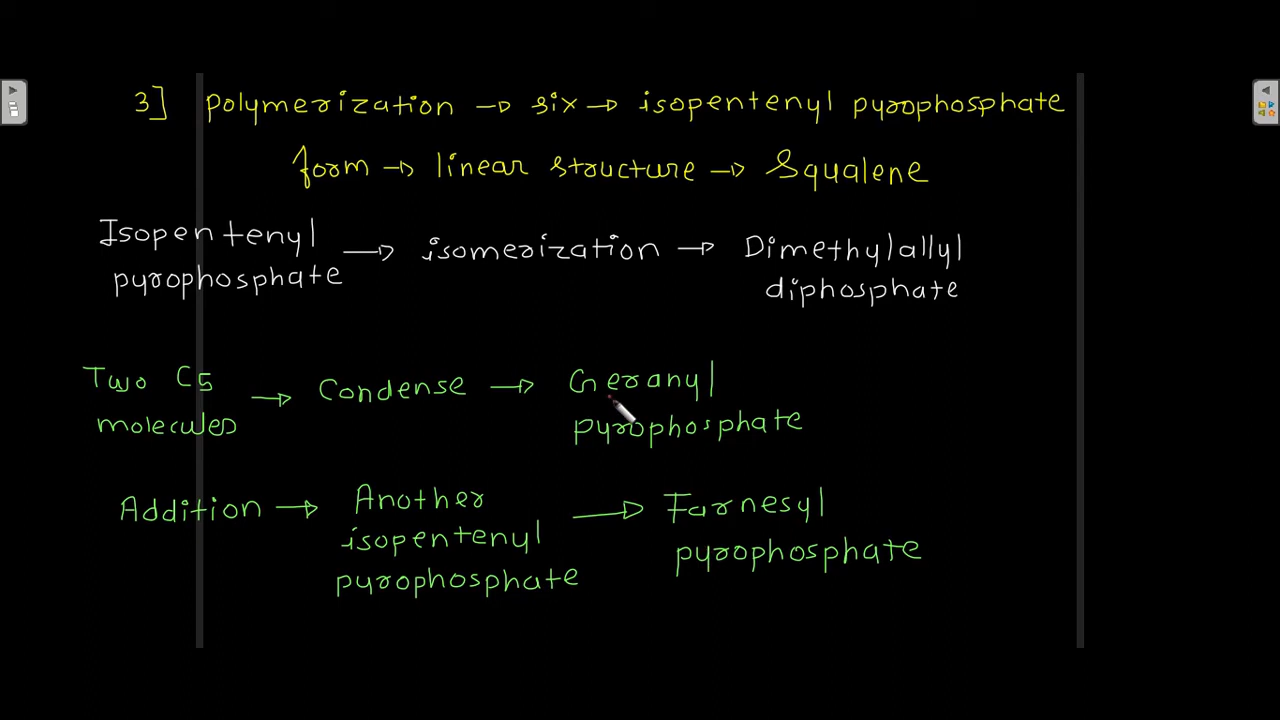 3] polymerization → six → isopentenyl pyrophosphate
form → linear structure → Squalene
Isopentenyl pyrophosphate → isomerization → Dimethylallyl diphosphate
Two C5 molecules → Condense → Geranyl pyrophosphate
Addition → Another isopentenyl pyrophosphate → Farnesyl pyrophosphate